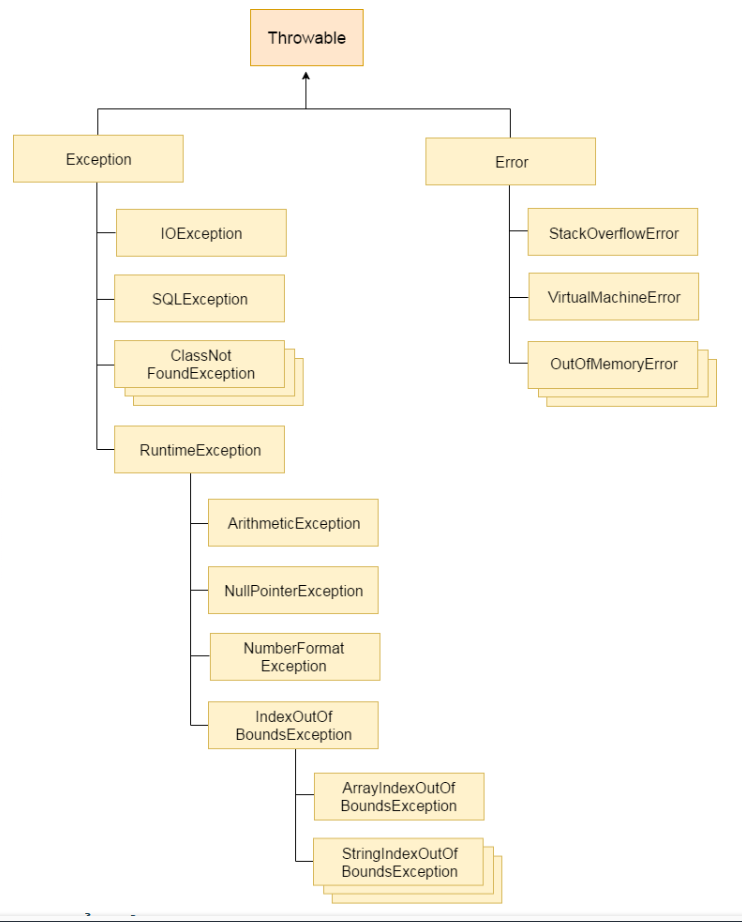 Throwable
Exception
Error
IOException
StackOverflowError
SQLException
VirtualMachineError
ClassNot
FoundException
OutOfMemoryError
RuntimeException
ArithmeticException
NullPointerException
NumberFormat
Exception
IndexOutOf
BoundsException
ArrayIndexOutOf
BoundsException
StringIndexOutOf
BoundsException